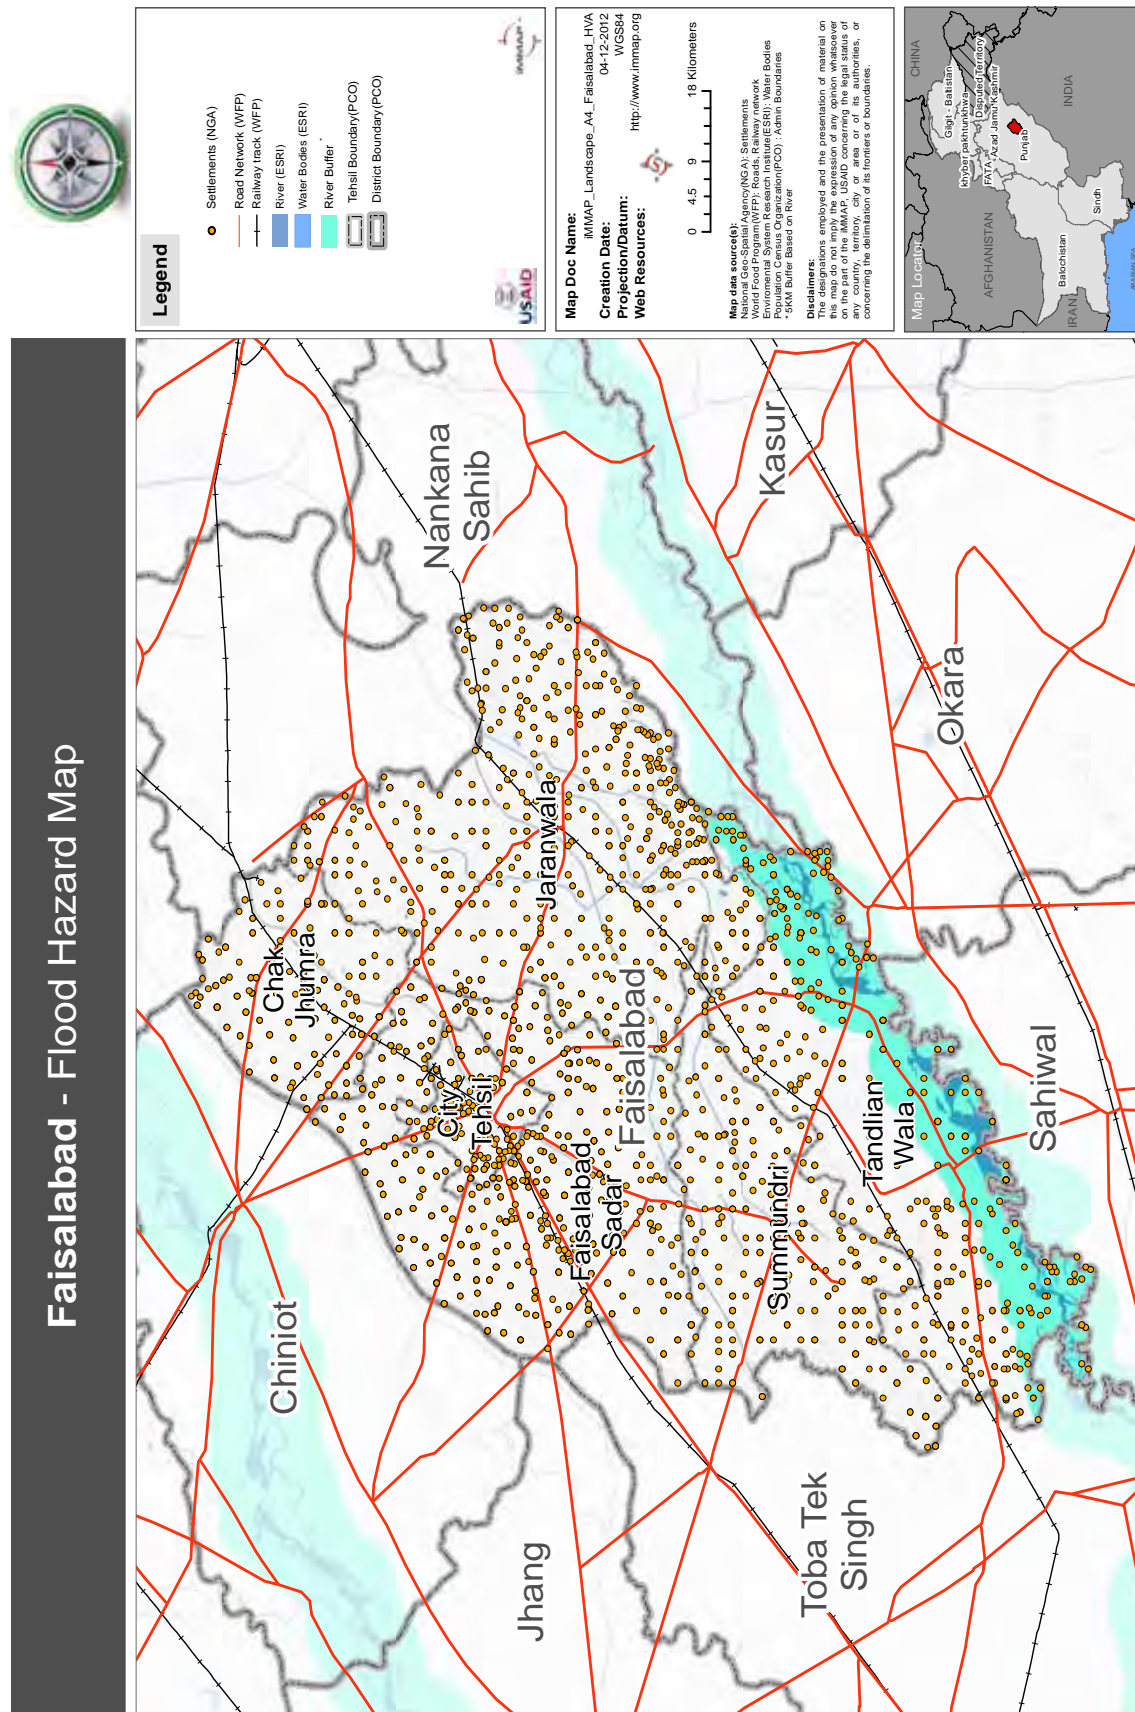 Faisalabad - Flood Hazard Map
Nankana
Sahib
Kasur
Okara
Chak
Jhumra
Jaranwala
Faisalabad
City
Tehsil
Faisalabad
Sadar
Summundri
Tandlian
Wala
Sahiwal
Chiniot
Jhang
Toba Tek
Singh
Legend
Settlements (NGA)
Road Network (WFP)
Railway track (WFP)
River (ESRI)
Water Bodies (ESRI)
River Buffer *
Tehsil Boundary(PCO)
District Boundary(PCO)
USAID
iMMAP
Map Doc Name:
iMMAP_Landscape_A4_Faisalabad_HVA
Creation Date: 04-12-2012
Projection/Datum: WGS84
Web Resources: http://www.immap.org
0 4.5 9 18 Kilometers
Map data source(s):
National Geo-Spatial Agency(NGA): Settlements
World Food Program(WFP): Roads, Railway network
Enviromental System Research Institute(ESRI): Water Bodies
Population Census Organization(PCO) : Admin Boundaries
* 5KM Buffer Based on River
Disclaimers:
The designations employed and the presentation of material on
this map do not imply the expression of any opinion whatsoever
on the part of the iMMAP, USAID concerning the legal status of
any country, territory, city or area or of its authorities, or
concerning the delimitation of its frontiers or boundaries.
Map Locator
CHINA
Gilgit - Baltistan
khyber pakhtunkhwa
Disputed Territory
FATA
Azad Jamu Kashmir
Punjab
INDIA
AFGHANISTAN
Balochistan
Sindh
IRAN
ARABIAN SEA